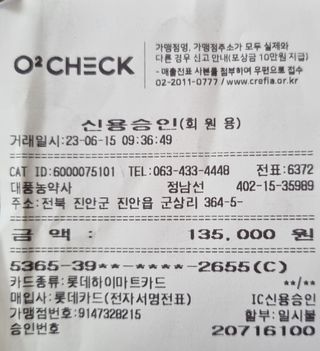 O² CHECK
가맹점명, 가맹점주소가 모두 실제와
다른 경우 신고 안내(포상금 10만원 지급)
- 매출전표 사본을 첨부하여 우편으로 접수
02-2011-0777 / www.crefia.or.kr
신용승인(회원용)
거래일시:23-06-15 09:36:49
CAT ID:6000075101 TEL:063-433-4448 전표:6372
대풍농약사 정남선 402-15-35989
주소:전북 진안군 진안읍 군상리 364-5-
금 액 : 135,000 원
5365-39**-****-2655(C)
카드종류:롯데하이마트카드 **/**
매입사:롯데카드(전자서명전표) IC신용승인
가맹점번호:9147328215 할부:일시불
승인번호 20716100